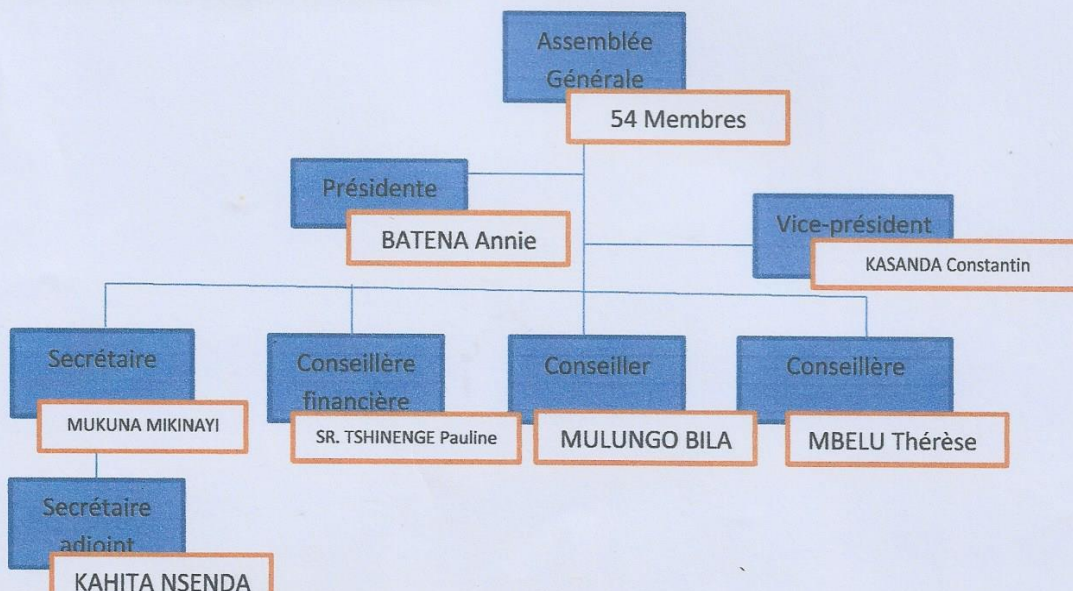 Assemblée
Générale
54 Membres
Présidente
BATENA Annie
Vice-président
KASANDA Constantin
Secrétaire
MUKUNA MIKINAYI
Conseillère
financière
SR. TSHINENGE Pauline
Conseiller
MULUNGO BILA
Conseillère
MBELU Thérèse
Secrétaire
adjoint
KAHITA NSENDA